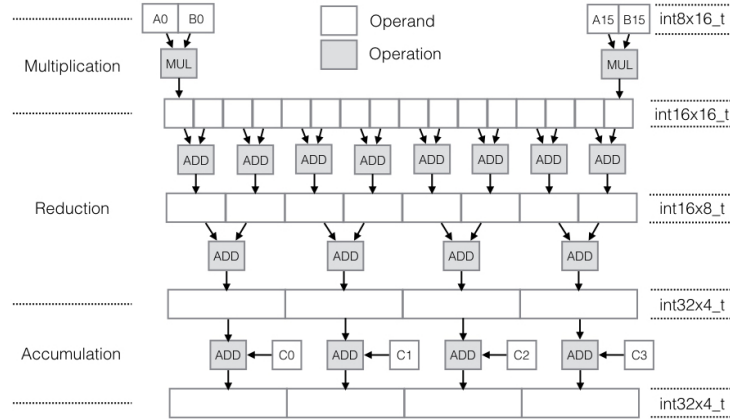 A0 B0 Operand A15 B15 int8x16_t
Operation
Multiplication MUL MUL
int16x16_t
ADD ADD ADD ADD ADD ADD ADD ADD
Reduction int16x8_t
ADD ADD ADD ADD
int32x4_t
Accumulation ADD C0 ADD C1 ADD C2 ADD C3
int32x4_t